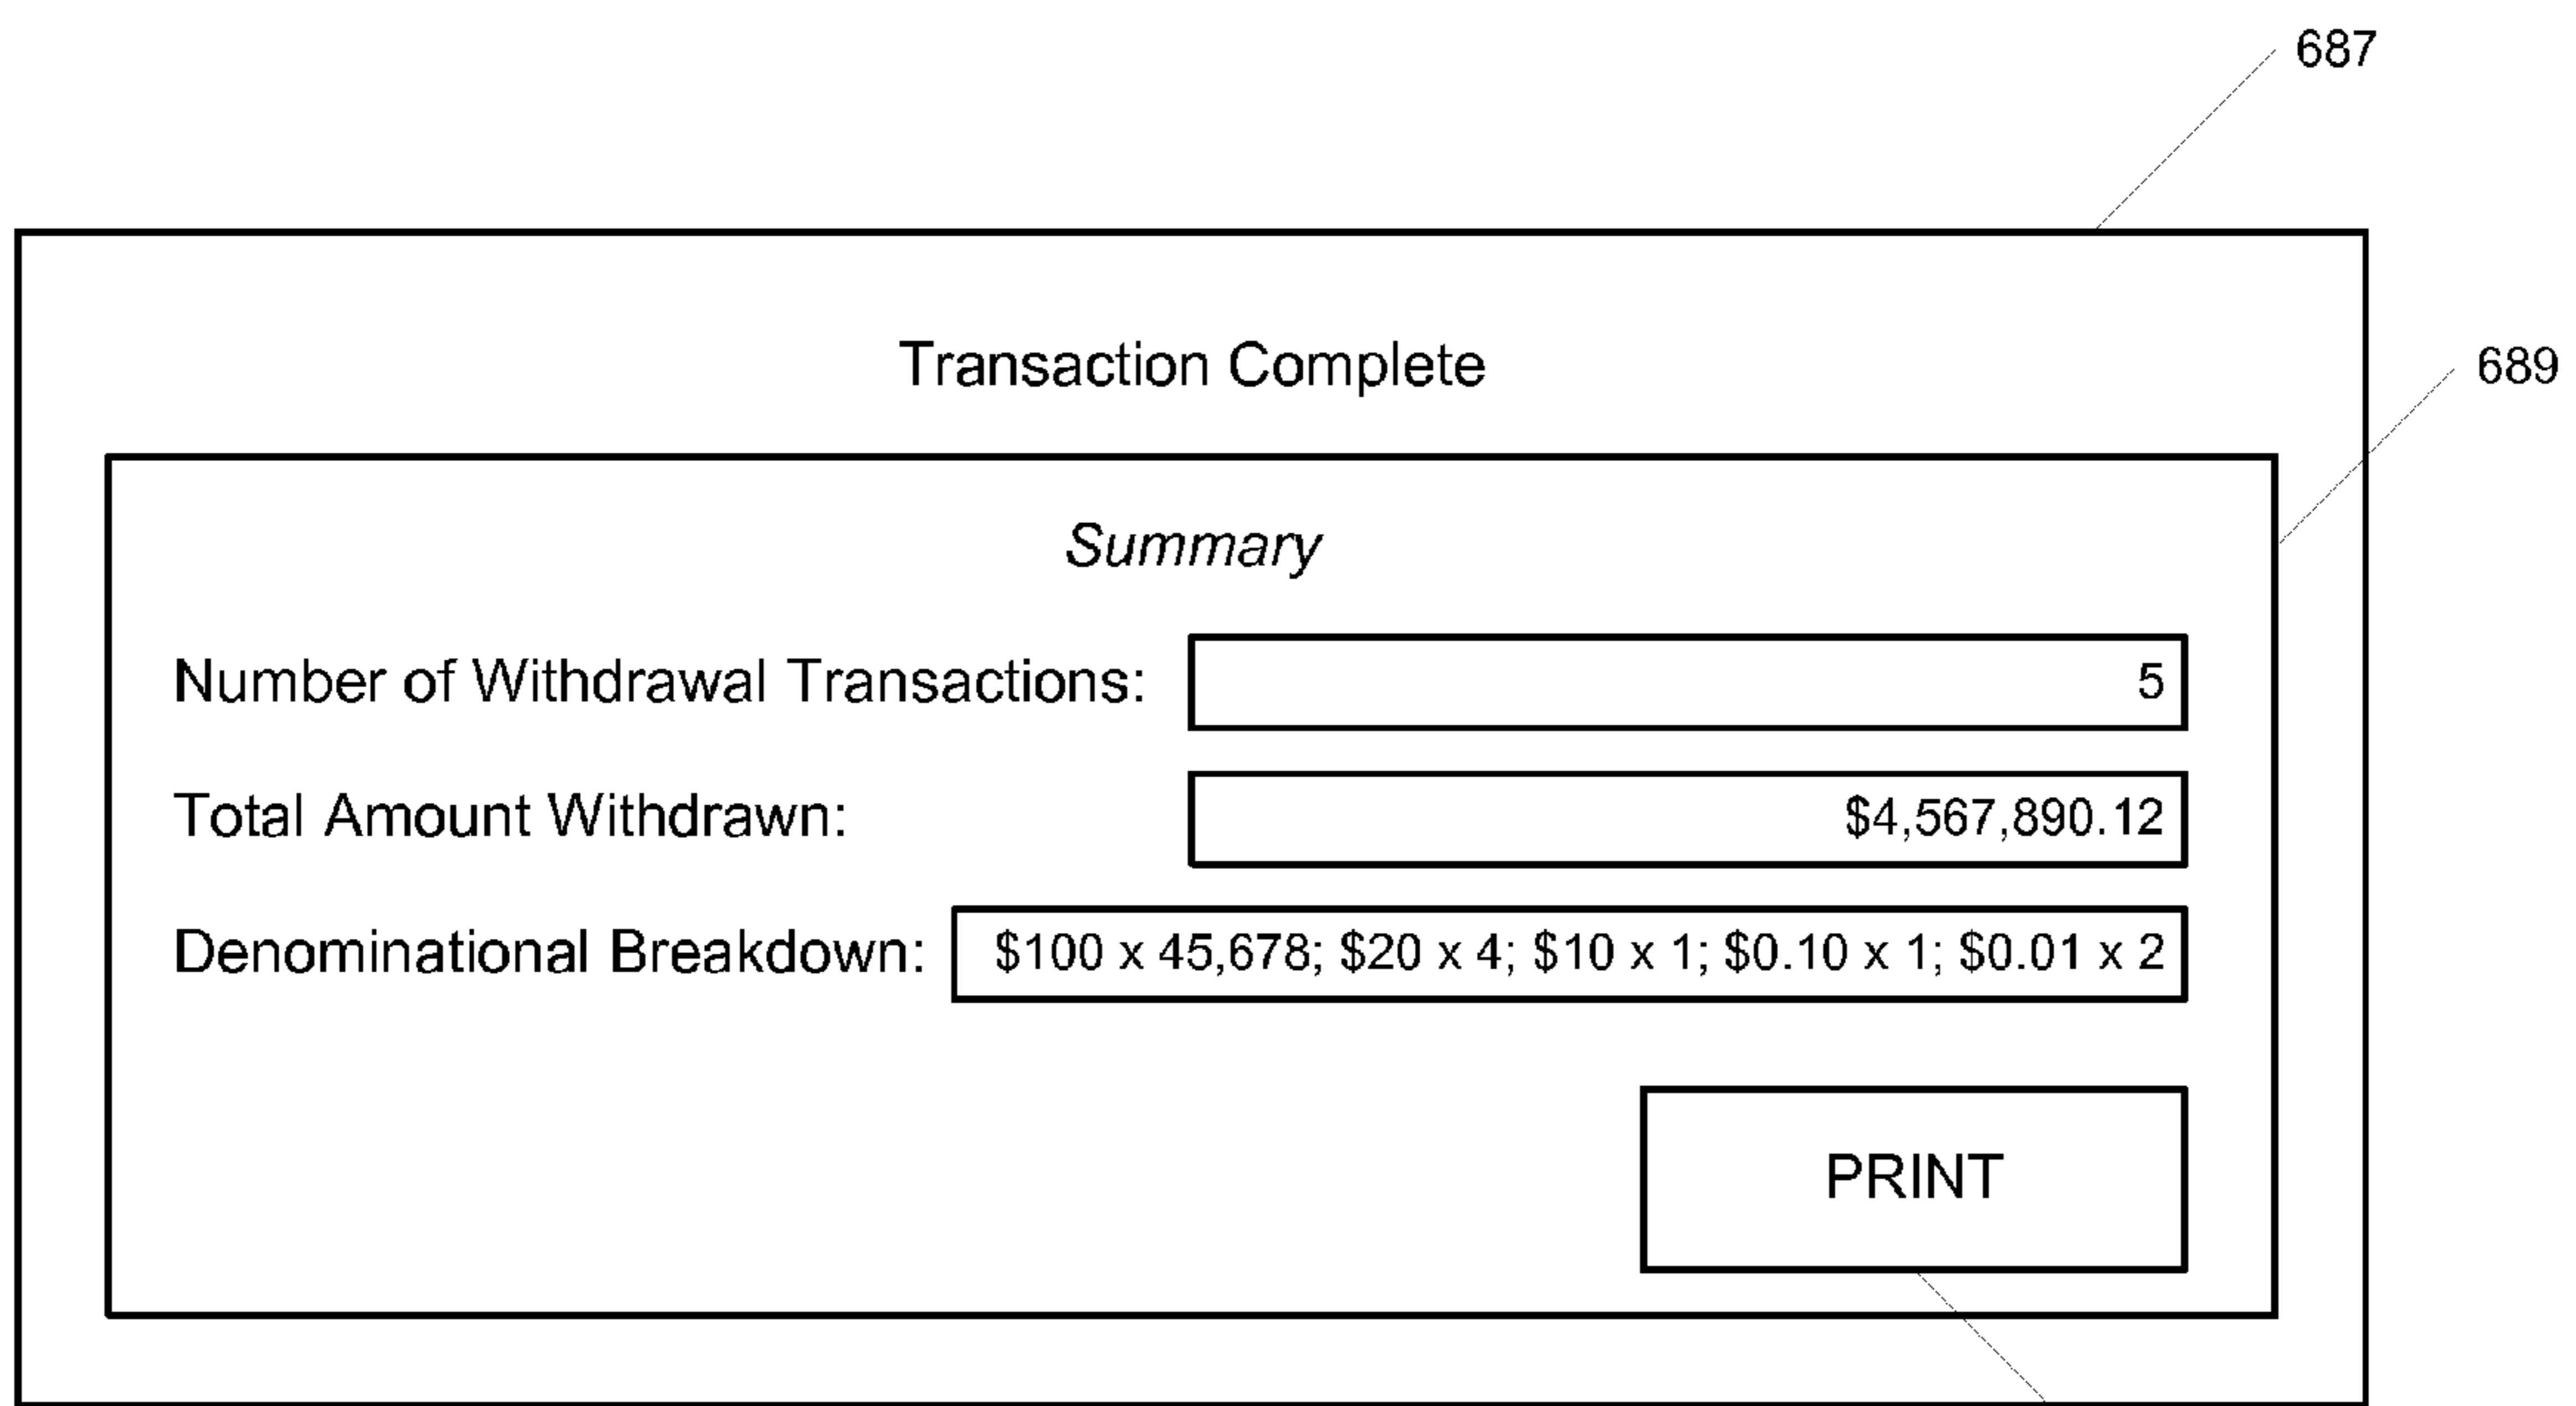 687
Transaction Complete
689
Summary
Number of Withdrawal Transactions: 5
Total Amount Withdrawn: $4,567,890.12
Denominational Breakdown: $100 x 45,678; $20 x 4; $10 x 1; $0.10 x 1; $0.01 x 2
PRINT